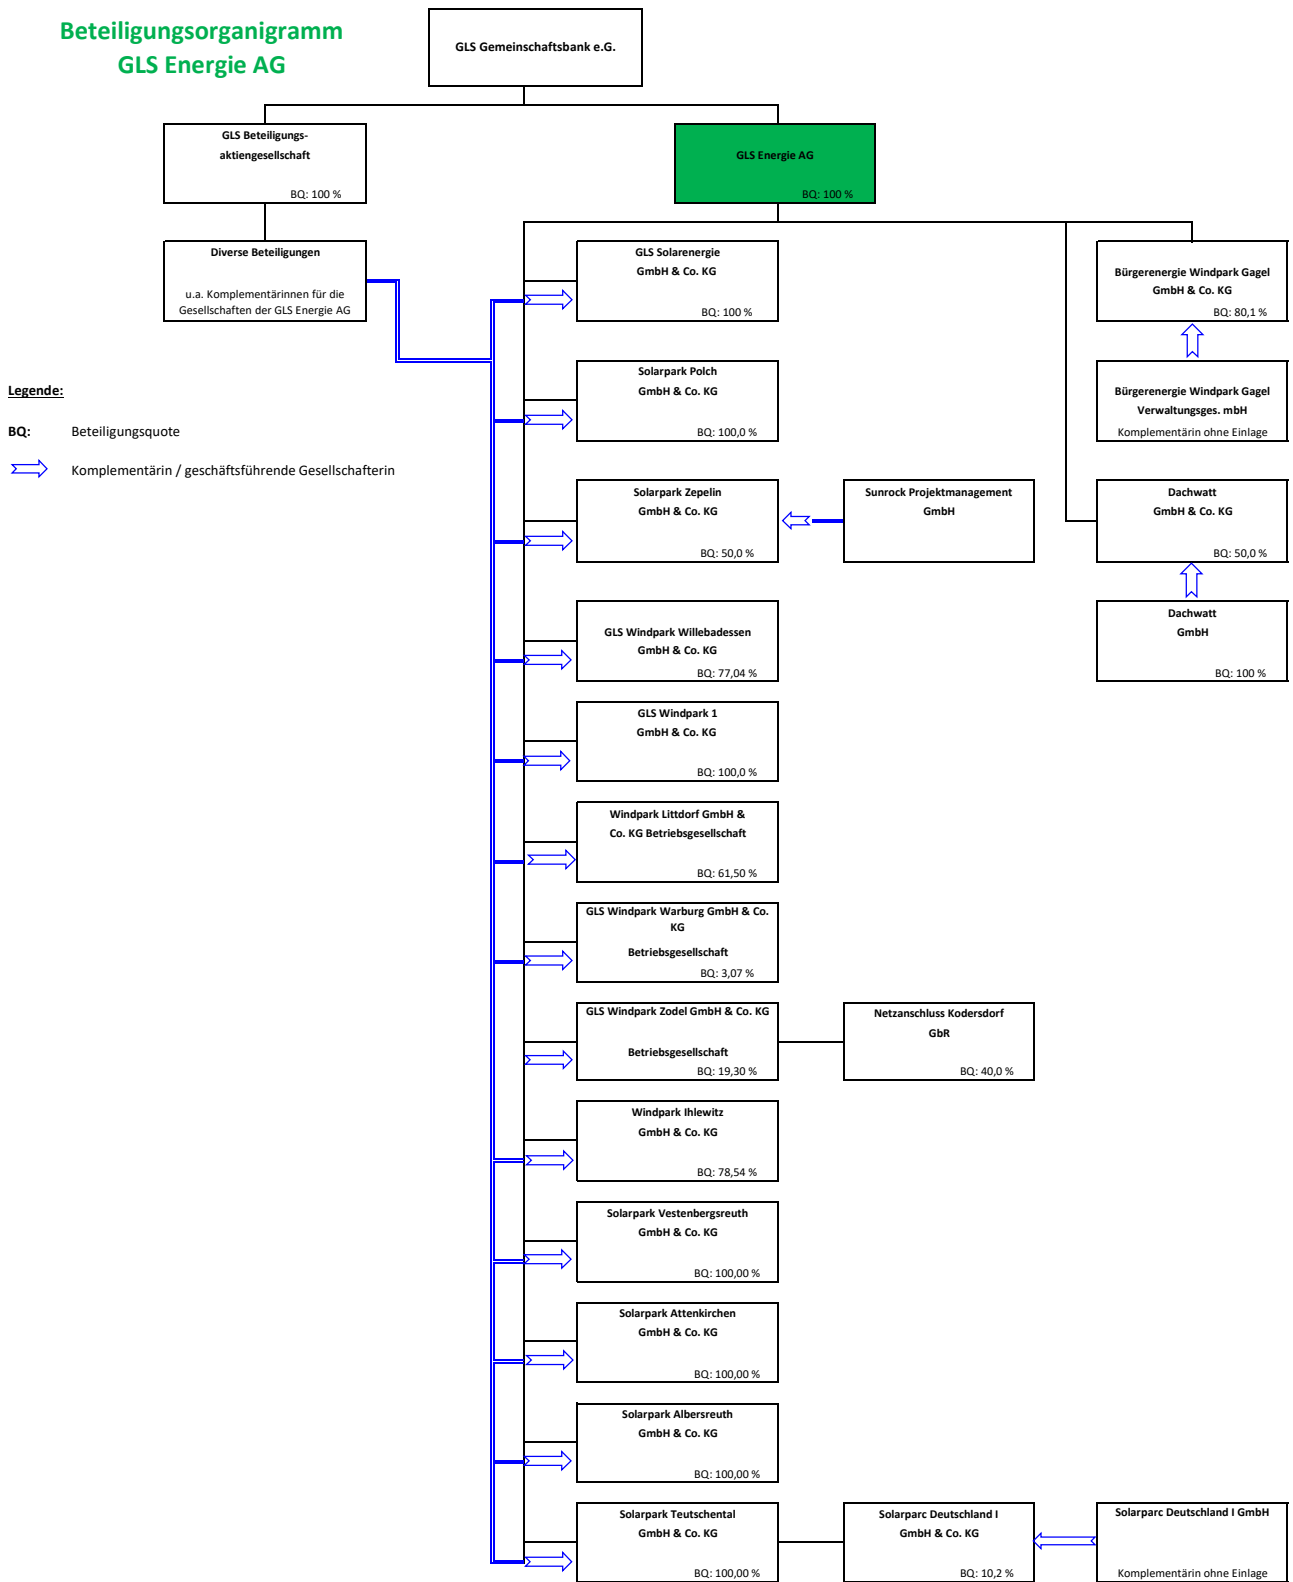 Beteiligungsorganigramm
GLS Energie AG
GLS Gemeinschaftsbank e.G.
GLS Beteiligungs-
aktiengesellschaft
BQ: 100 %
GLS Energie AG
BQ: 100 %
Diverse Beteiligungen
u.a. Komplementärinnen für die
Gesellschaften der GLS Energie AG
GLS Solarenergie
GmbH & Co. KG
BQ: 100 %
Bürgerenergie Windpark Gagel
GmbH & Co. KG
BQ: 80,1 %
Legende:
BQ: Beteiligungsquote
Komplementärin / geschäftsführende Gesellschafterin
Solarpark Polch
GmbH & Co. KG
BQ: 100,0 %
Bürgerenergie Windpark Gagel
Verwaltungsges. mbH
Komplementärin ohne Einlage
Solarpark Zepelin
GmbH & Co. KG
BQ: 50,0 %
Sunrock Projektmanagement
GmbH
Dachwatt
GmbH & Co. KG
BQ: 50,0 %
GLS Windpark Willebadessen
GmbH & Co. KG
BQ: 77,04 %
Dachwatt
GmbH
BQ: 100 %
GLS Windpark 1
GmbH & Co. KG
BQ: 100,0 %
Windpark Littdorf GmbH &
Co. KG Betriebsgesellschaft
BQ: 61,50 %
GLS Windpark Warburg GmbH & Co.
KG
Betriebsgesellschaft
BQ: 3,07 %
GLS Windpark Zodel GmbH & Co. KG
Betriebsgesellschaft
BQ: 19,30 %
Netzanschluss Kodersdorf
GbR
BQ: 40,0 %
Windpark Ihlewitz
GmbH & Co. KG
BQ: 78,54 %
Solarpark Vestenbergsreuth
GmbH & Co. KG
BQ: 100,00 %
Solarpark Attenkirchen
GmbH & Co. KG
BQ: 100,00 %
Solarpark Albersreuth
GmbH & Co. KG
BQ: 100,00 %
Solarpark Teutschental
GmbH & Co. KG
BQ: 100,00 %
Solarparc Deutschland I
GmbH & Co. KG
BQ: 10,2 %
Solarparc Deutschland I GmbH
Komplementärin ohne Einlage